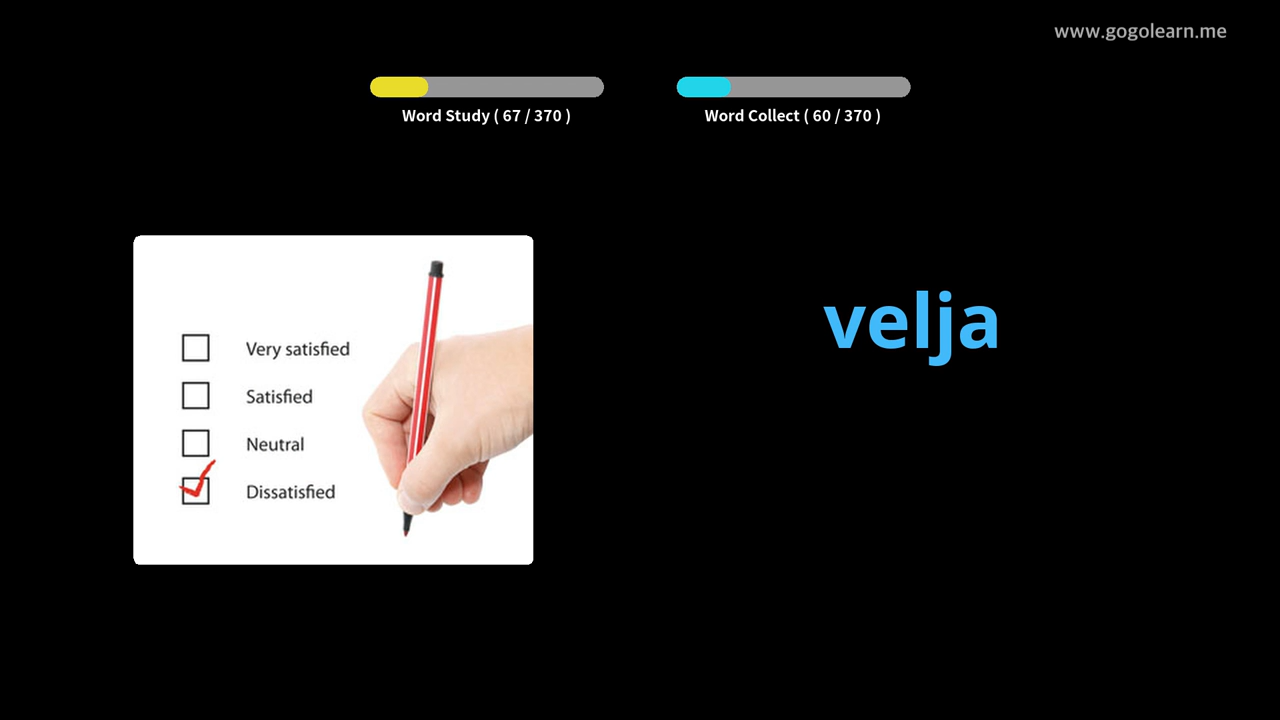 www.gogolearn.me
Word Study ( 67 / 370 )
Word Collect ( 60 / 370 )
Very satisfied
Satisfied
Neutral
Dissatisfied
velja